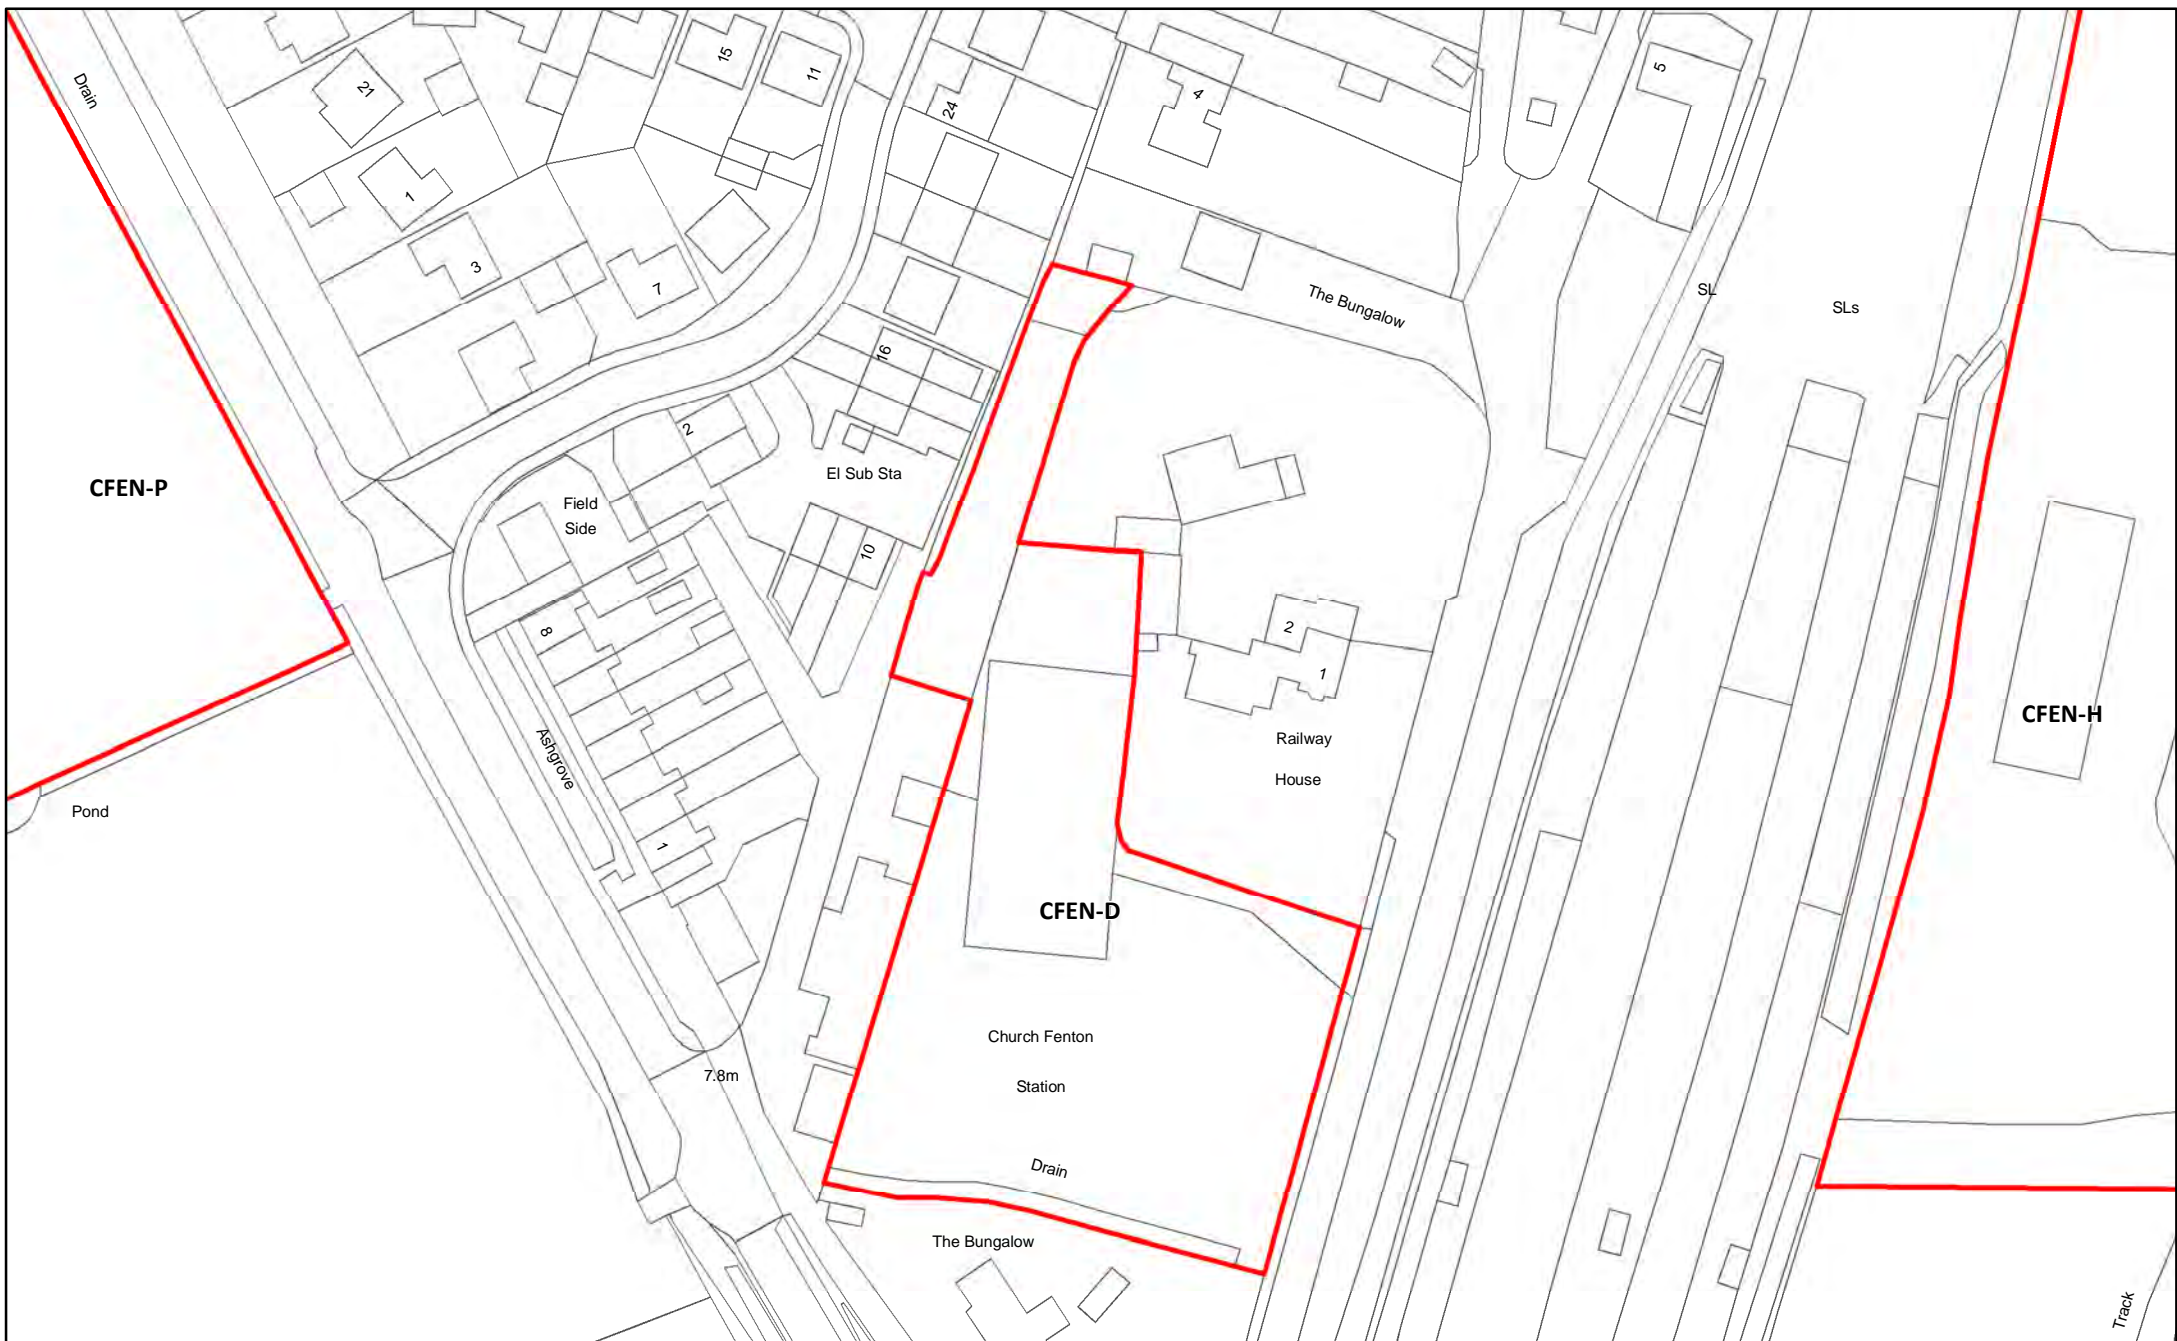 Drain
21
15
11
24
4
5
1
3
7
The Bungalow
SL
SLs
16
2
CFEN-P
El Sub Sta
Field
Side
10
8
2
1
Ashgrove
Railway
House
CFEN-H
Pond
1
CFEN-D
Church Fenton
Station
7.8m
Drain
The Bungalow
Track